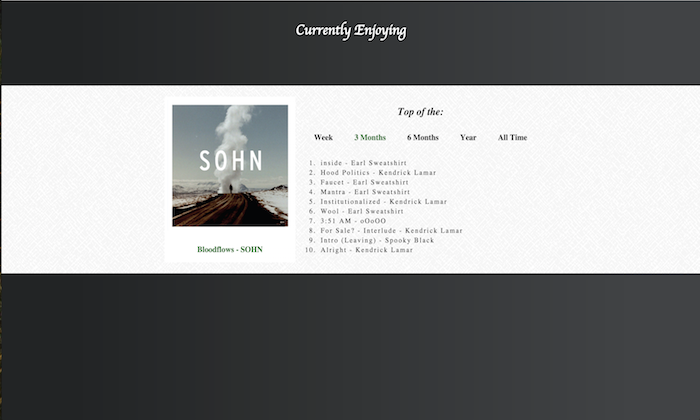 Currently Enjoying
SOHN
Bloodflows - SOHN
Top of the:
Week 3 Months 6 Months Year All Time
1. inside - Earl Sweatshirt
2. Hood Politics - Kendrick Lamar
3. Faucet - Earl Sweatshirt
4. Mantra - Earl Sweatshirt
5. Institutionalized - Kendrick Lamar
6. Wool - Earl Sweatshirt
7. 3:51 AM - oOoOO
8. For Sale? - Interlude - Kendrick Lamar
9. Intro (Leaving) - Spooky Black
10. Alright - Kendrick Lamar